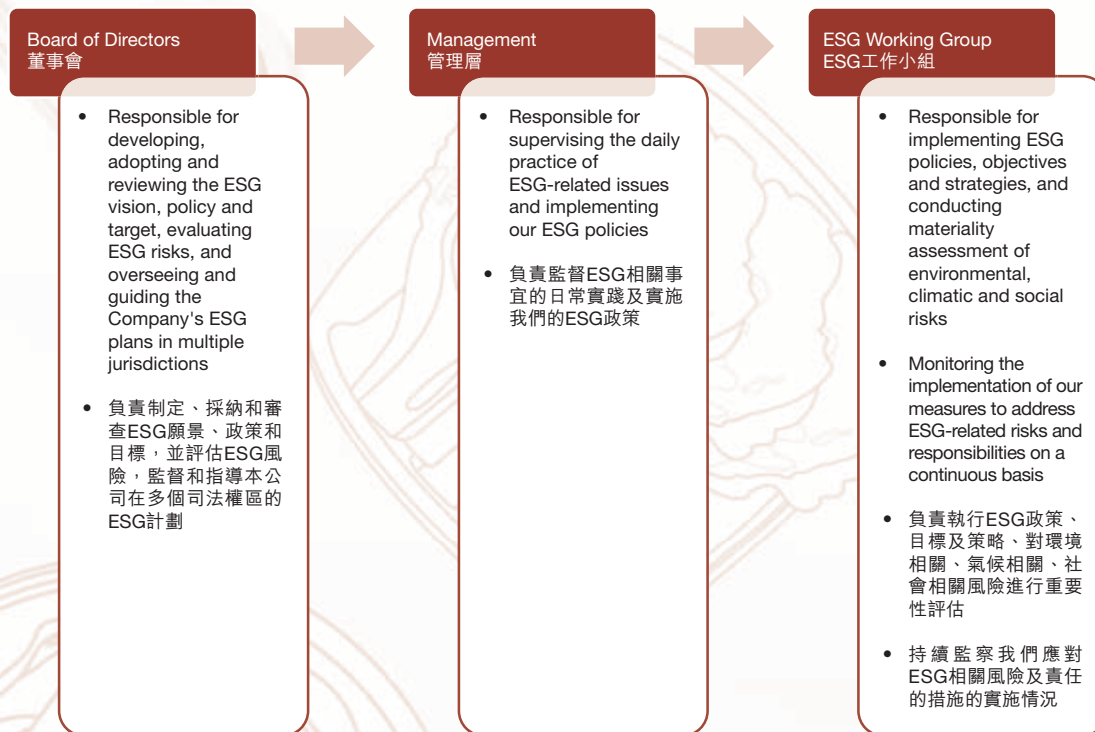 Board of Directors
董事會
• Responsible for
developing,
adopting and
reviewing the ESG
vision, policy and
target, evaluating
ESG risks, and
overseeing and
guiding the
Company's ESG
plans in multiple
jurisdictions
• 負責制定、採納和審
查ESG願景、政策和
目標，並評估ESG風
險，監督和指導本公
司在多個司法權區的
ESG計劃
Management
管理層
• Responsible for
supervising the daily
practice of
ESG-related issues
and implementing
our ESG policies
• 負責監督ESG相關事
宜的日常實踐及實施
我們的ESG政策
ESG Working Group
ESG工作小組
• Responsible for
implementing ESG
policies, objectives
and strategies, and
conducting
materiality
assessment of
environmental,
climatic and social
risks
• Monitoring the
implementation of our
measures to address
ESG-related risks and
responsibilities on a
continuous basis
• 負責執行ESG政策、
目標及策略、對環境
相關、氣候相關、社
會相關風險進行重要
性評估
• 持續監察我們應對
ESG相關風險及責任
的措施的實施情況